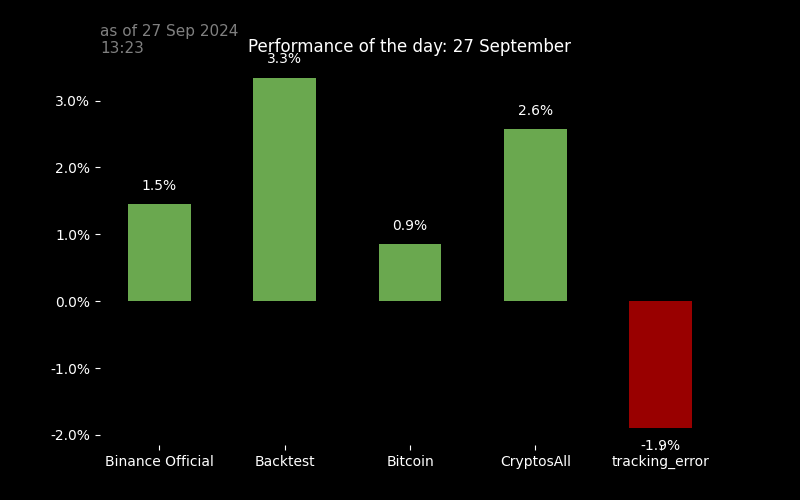 as of 27 Sep 2024
13:23
Performance of the day: 27 September
3.3%
3.0%
2.6%
2.0%
1.5%
1.0%
0.9%
0.0%
-1.0%
-2.0%
-1.9%
Binance Official
Backtest
Bitcoin
CryptosAll
tracking_error